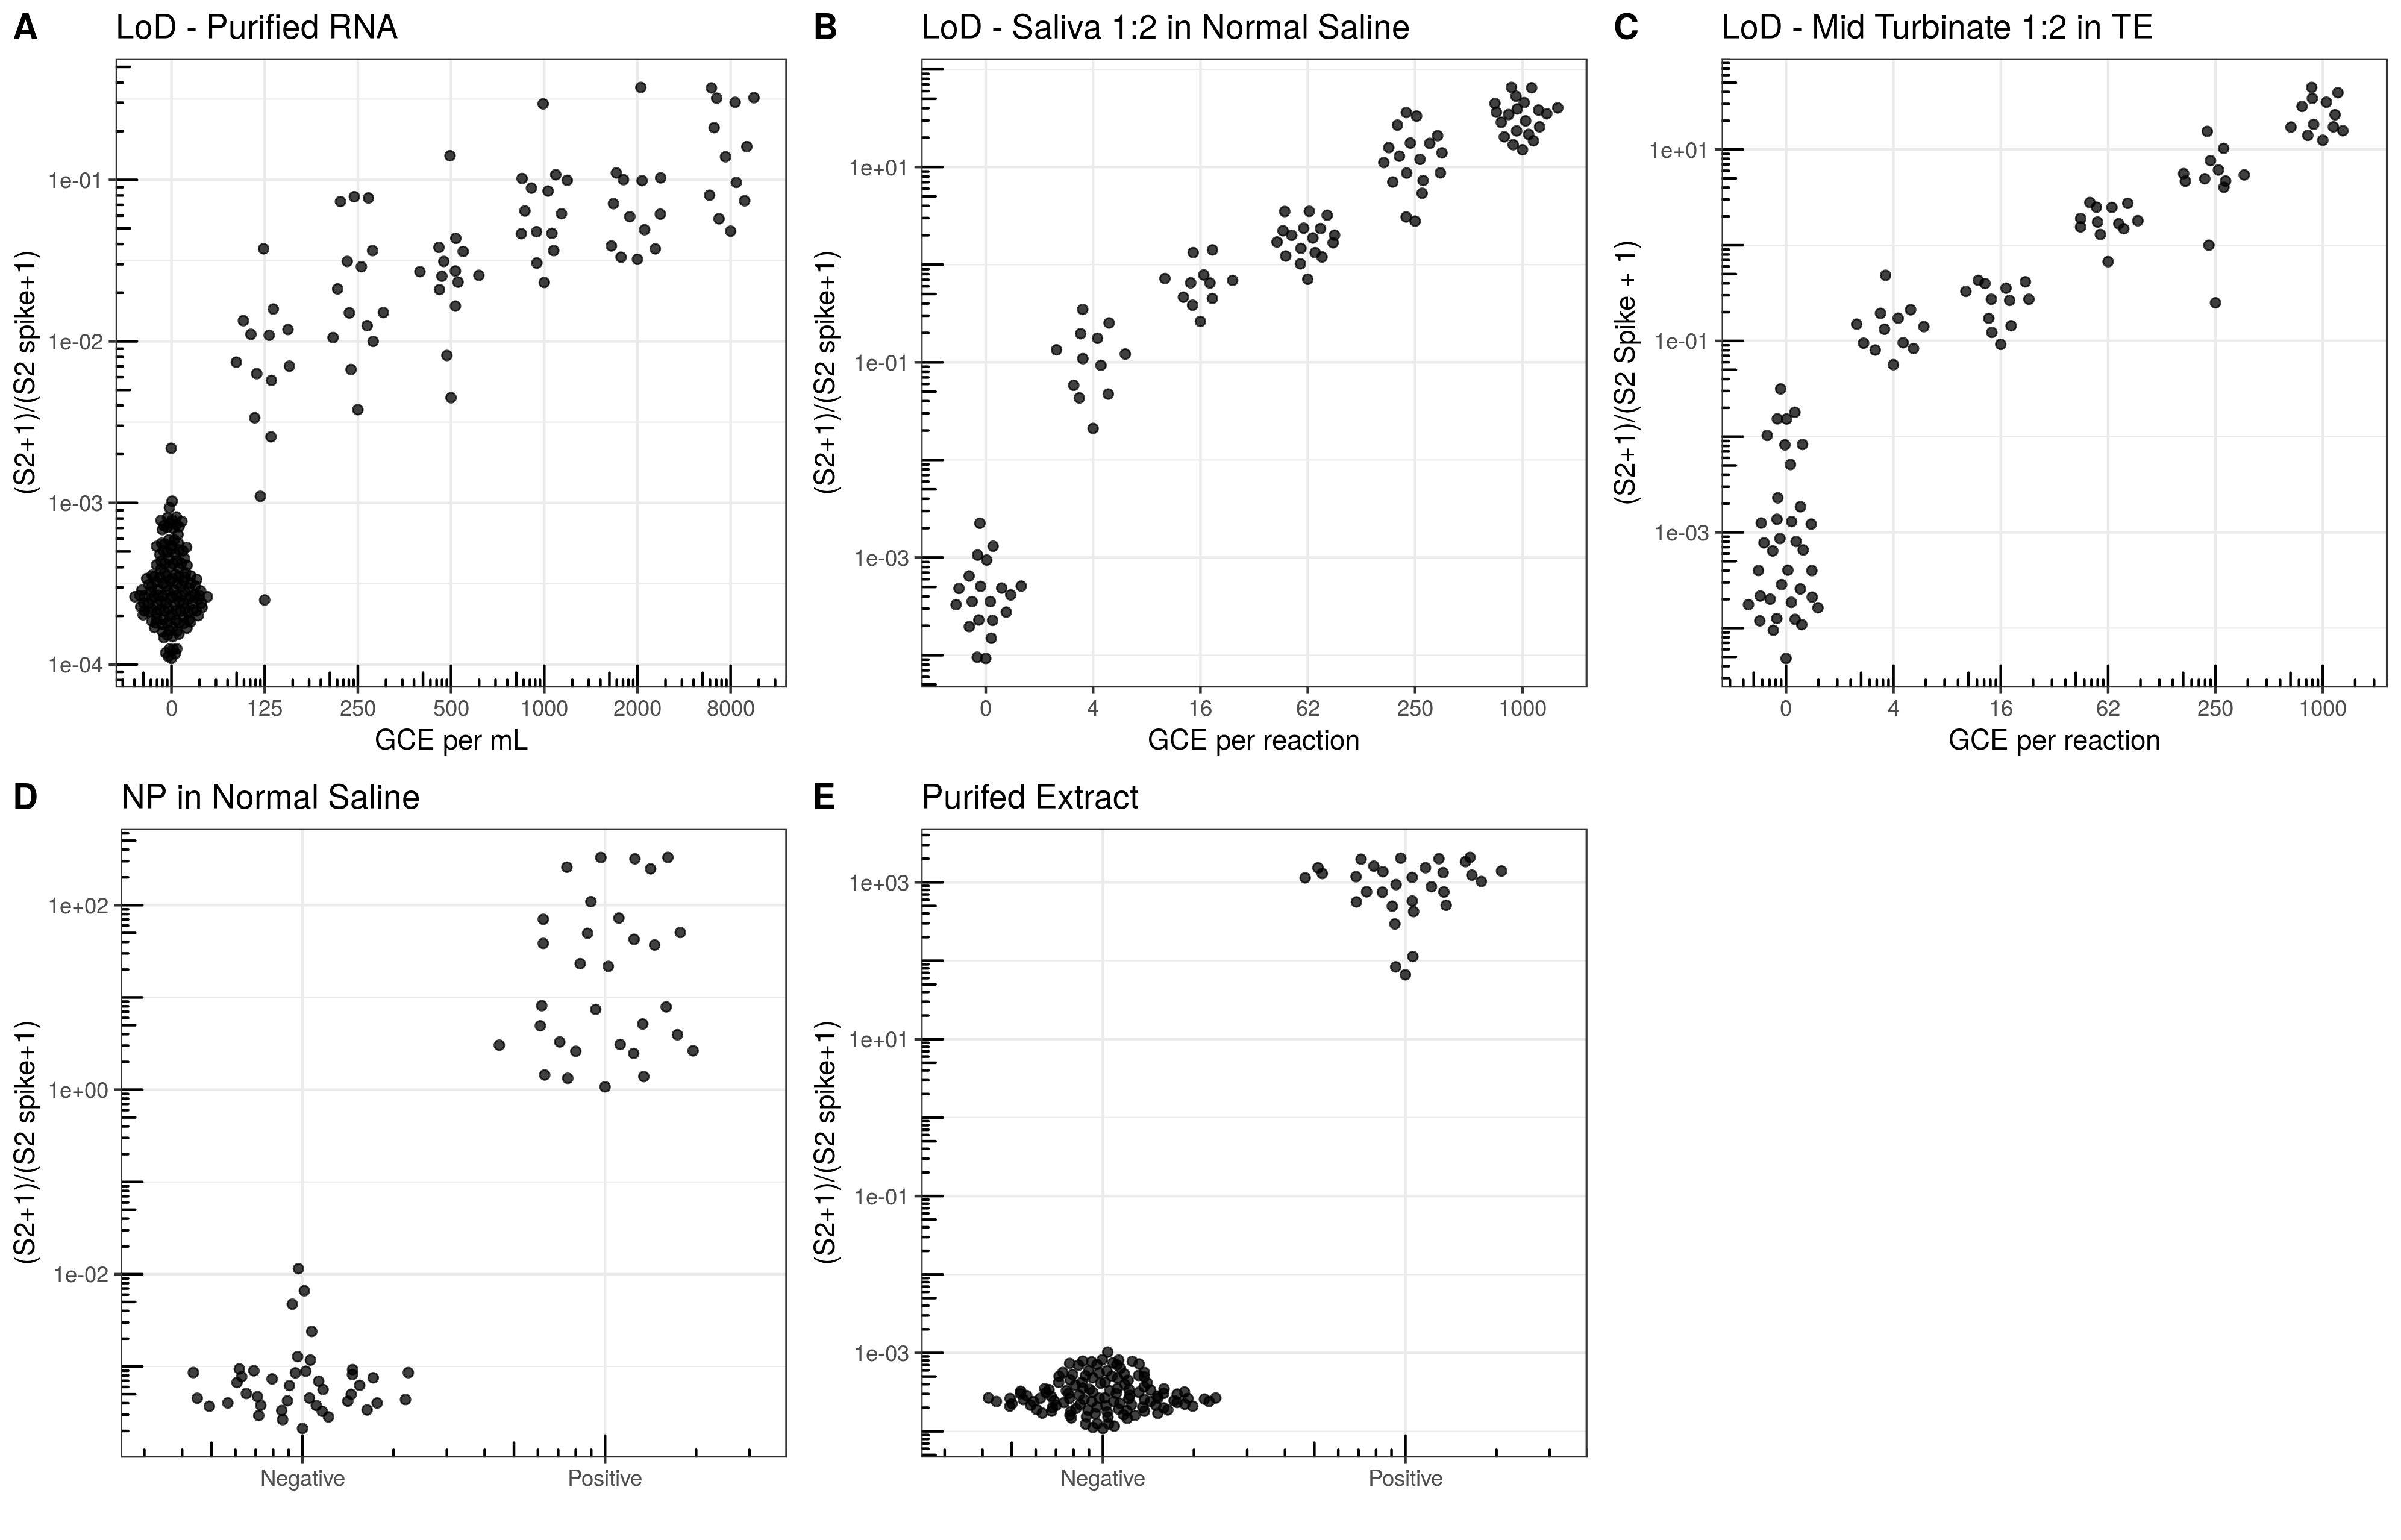 A LoD - Purified RNA
(S2+1)/(S2 spike+1)
1e-01
1e-02
1e-03
1e-04
0 125 250 500 1000 2000 8000
GCE per mL
B LoD - Saliva 1:2 in Normal Saline
(S2+1)/(S2 spike+1)
1e+01
1e-01
1e-03
0 4 16 62 250 1000
GCE per reaction
C LoD - Mid Turbinate 1:2 in TE
(S2+1)/(S2 Spike + 1)
1e+01
1e-01
1e-03
0 4 16 62 250 1000
GCE per reaction
D NP in Normal Saline
(S2+1)/(S2 spike+1)
1e+02
1e+00
1e-02
Negative Positive
E Purifed Extract
(S2+1)/(S2 spike+1)
1e+03
1e+01
1e-01
1e-03
Negative Positive